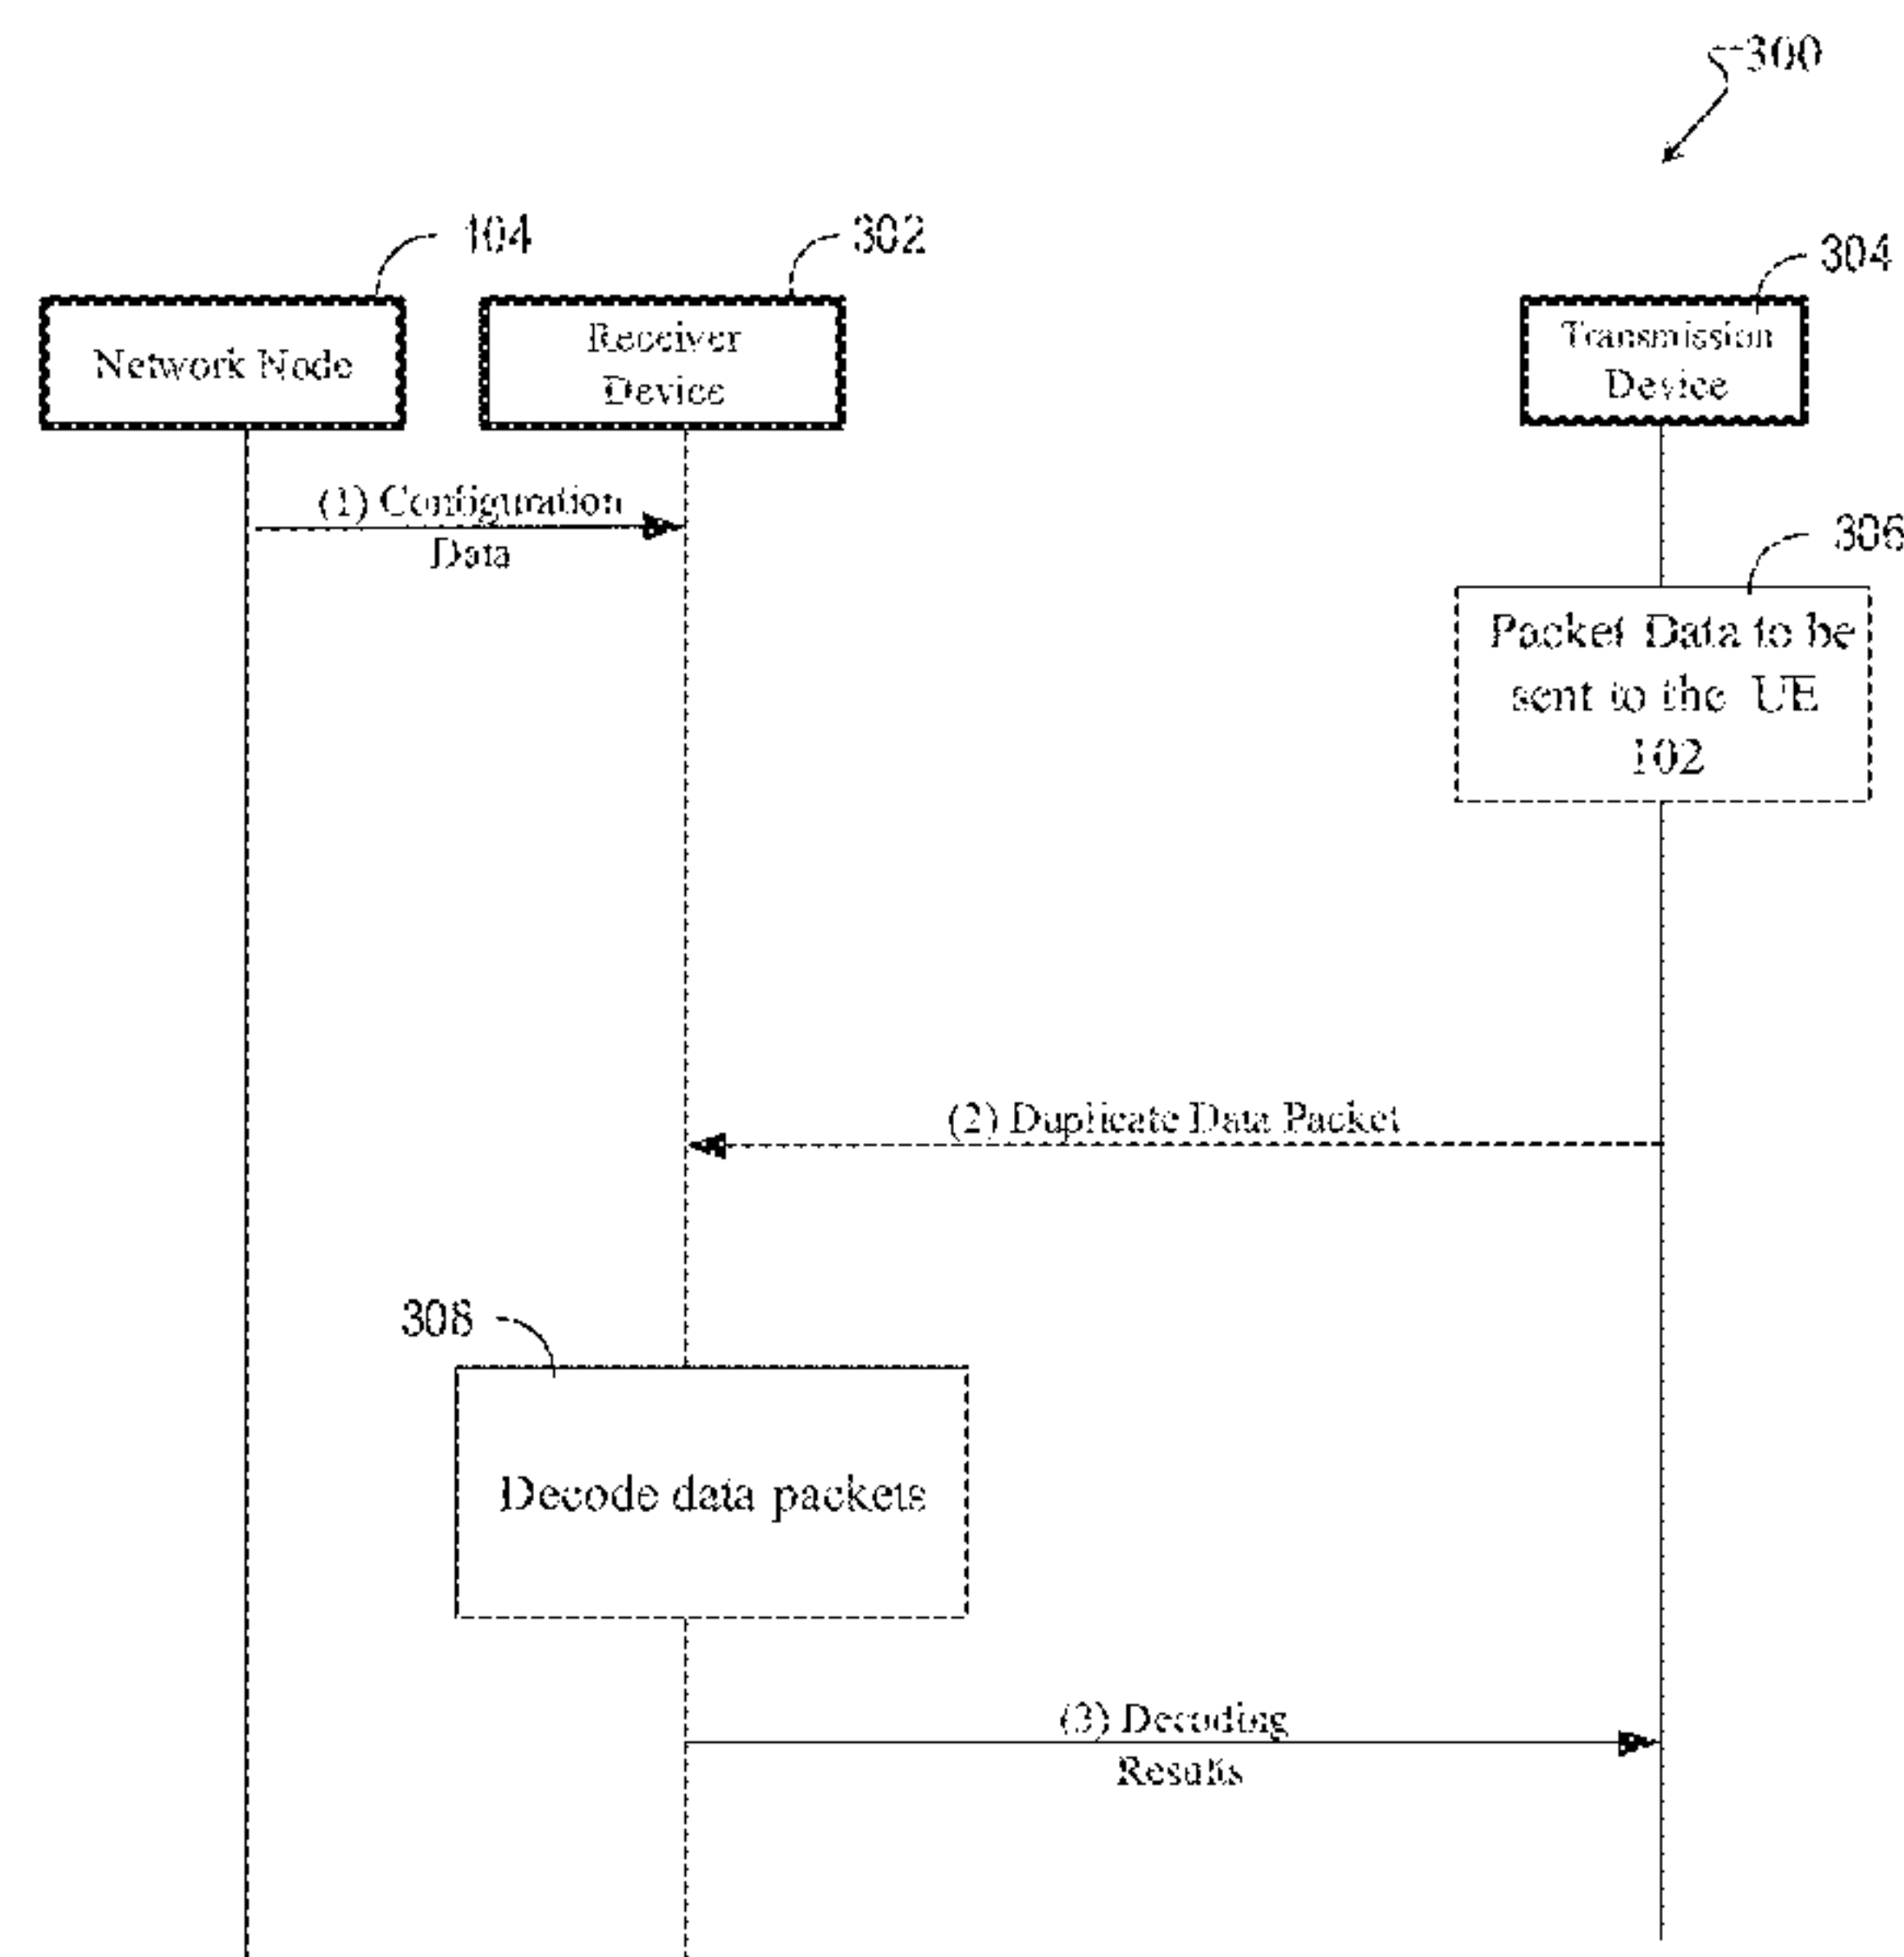 300
104
302
304
Network Node
Receiver
Device
Transmission
Device
(1) Configuration
Data
306
Packet Data to be
sent to the UE
102
(2) Duplicate Data Packet
308
Decode data packets
(3) Decoding
Results